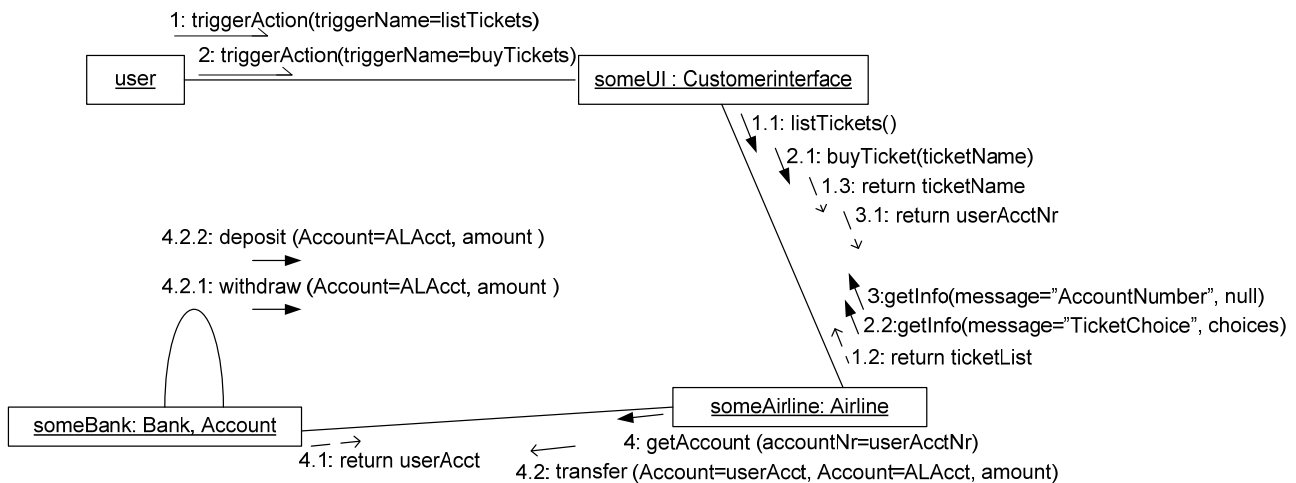 1: triggerAction(triggerName=listTickets)
2: triggerAction(triggerName=buyTickets)
user
someUI : Customerinterface
1.1: listTickets()
2.1: buyTicket(ticketName)
1.3: return ticketName
3.1: return userAcctNr
4.2.2: deposit (Account=ALAcct, amount )
4.2.1: withdraw (Account=ALAcct, amount )
3:getInfo(message=”AccountNumber”, null)
2.2:getInfo(message=”TicketChoice”, choices)
1.2: return ticketList
someAirline: Airline
someBank: Bank, Account
4: getAccount (accountNr=userAcctNr)
4.1: return userAcct
4.2: transfer (Account=userAcct, Account=ALAcct, amount)